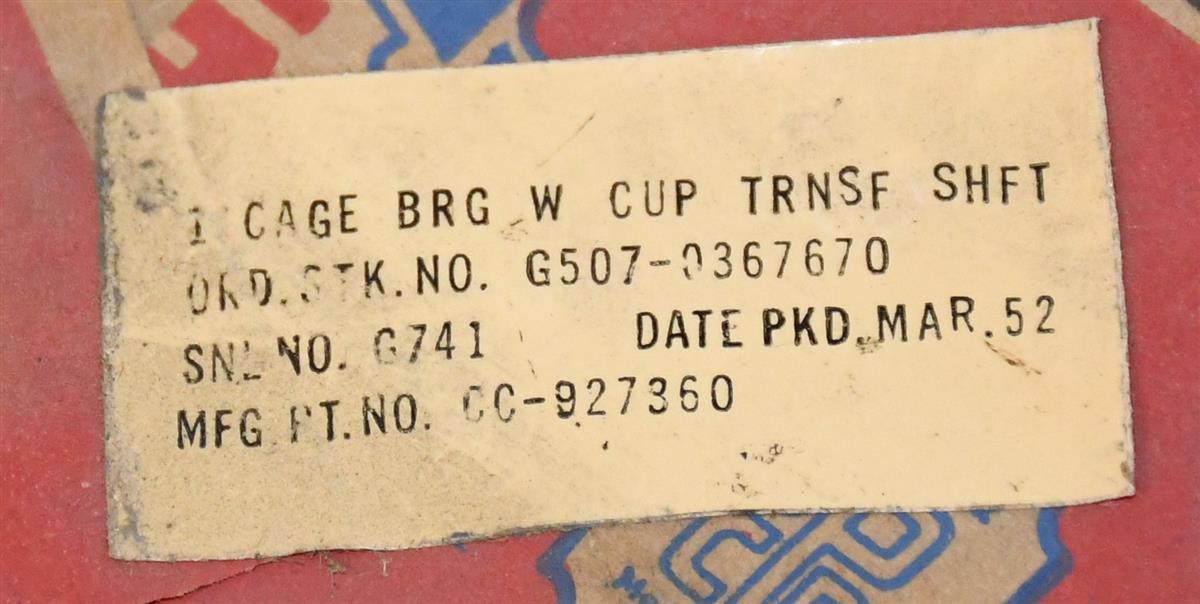 1 CAGE BRG W CUP TRNSF SHFT
ORD. STK. NO. G507-0367670
SNL NO. G741 DATE PKD. MAR. 52
MFG PT. NO. CC-927360